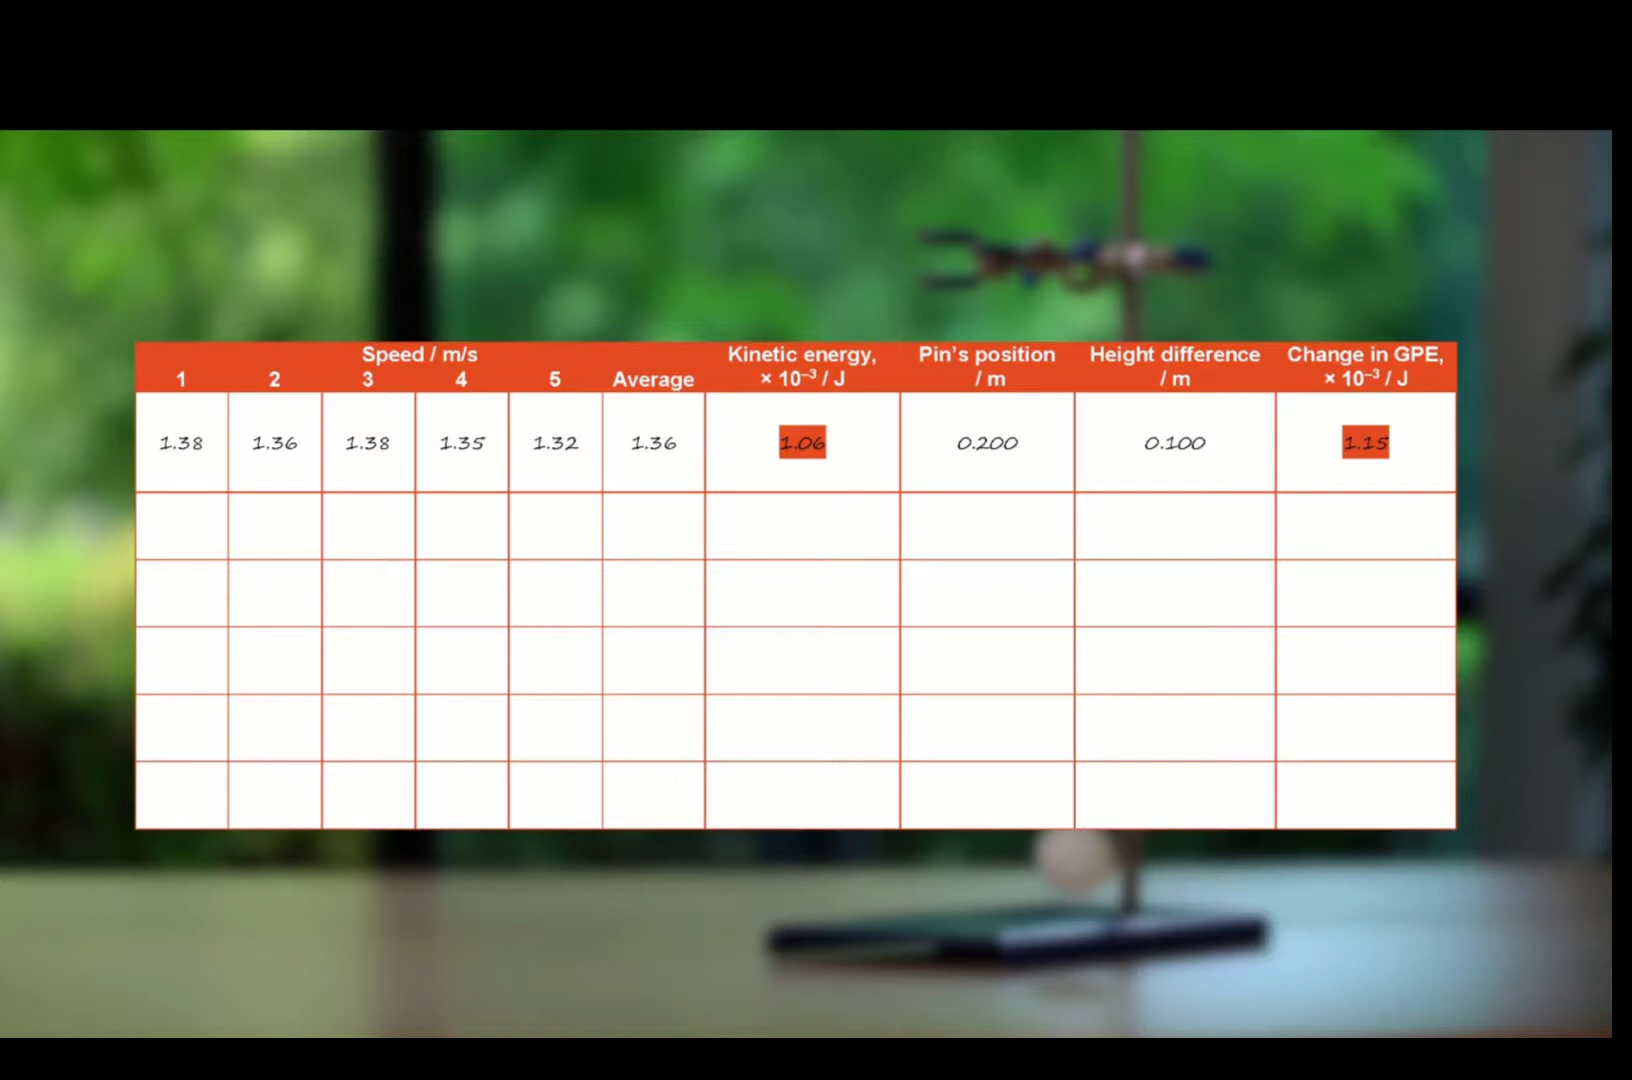 Speed / m/s
1 2 3 4 5 Average
Kinetic energy,
× 10⁻³ / J
Pin's position
/ m
Height difference
/ m
Change in GPE,
× 10⁻³ / J
1.38 1.36 1.38 1.35 1.32 1.36 1.06 0.200 0.100 1.15